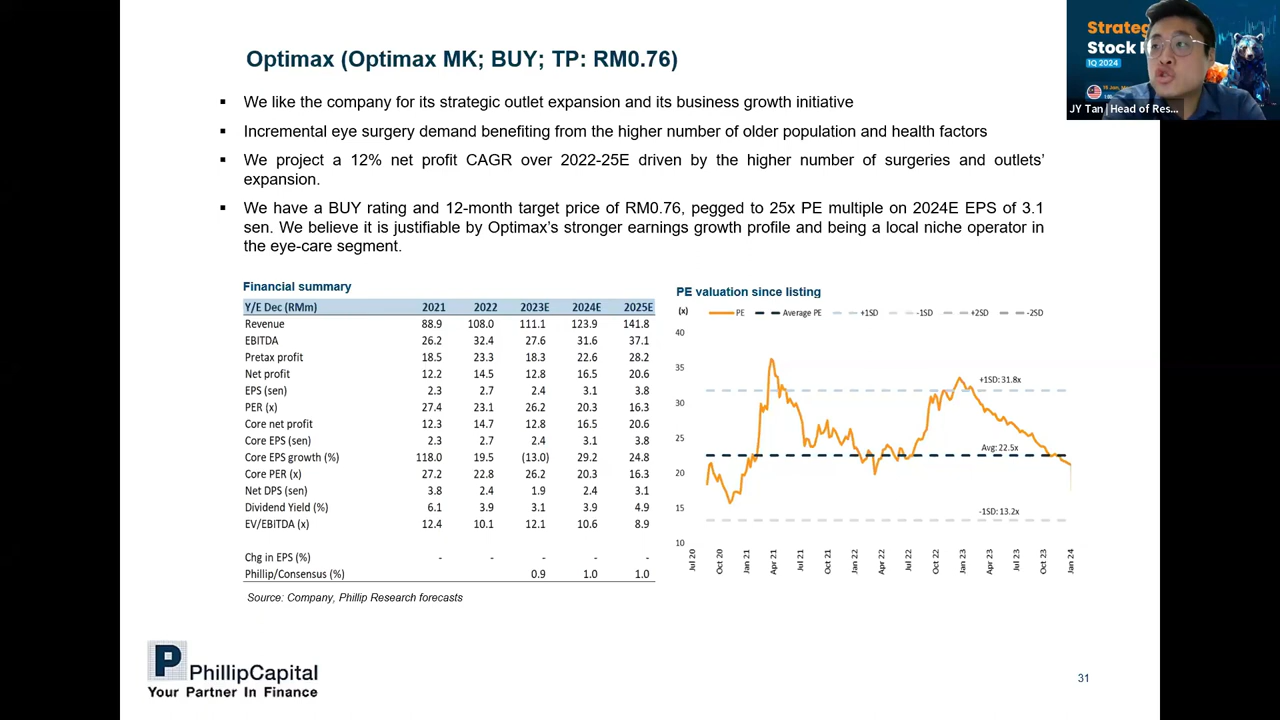 Optimax (Optimax MK; BUY; TP: RM0.76)
▪ We like the company for its strategic outlet expansion and its business growth initiative
▪ Incremental eye surgery demand benefiting from the higher number of older population and health factors
▪ We project a 12% net profit CAGR over 2022-25E driven by the higher number of surgeries and outlets'
expansion.
▪ We have a BUY rating and 12-month target price of RM0.76, pegged to 25x PE multiple on 2024E EPS of 3.1
sen. We believe it is justifiable by Optimax's stronger earnings growth profile and being a local niche operator in
the eye-care segment.
Financial summary
Y/E Dec (RMm) 2021 2022 2023E 2024E 2025E
Revenue 88.9 108.0 111.1 123.9 141.8
EBITDA 26.2 32.4 27.6 31.6 37.1
Pretax profit 18.5 23.3 18.3 22.6 28.2
Net profit 12.2 14.5 12.8 16.5 20.6
EPS (sen) 2.3 2.7 2.4 3.1 3.8
PER (x) 27.4 23.1 26.2 20.3 16.3
Core net profit 12.3 14.7 12.8 16.5 20.6
Core EPS (sen) 2.3 2.7 2.4 3.1 3.8
Core EPS growth (%) 118.0 19.5 (13.0) 29.2 24.8
Core PER (x) 27.2 22.8 26.2 20.3 16.3
Net DPS (sen) 3.8 2.4 1.9 2.4 3.1
Dividend Yield (%) 6.1 3.9 3.1 3.9 4.9
EV/EBITDA (x) 12.4 10.1 12.1 10.6 8.9
Chg in EPS (%) - - - - -
Phillip/Consensus (%) 0.9 1.0 1.0
Source: Company, Phillip Research forecasts
PE valuation since listing
(x)
PE Average PE +1SD -1SD +2SD -2SD
40
35
30
25
20
15
10
+1SD: 31.8x
Avg: 22.5x
-1SD: 13.2x
Jul 20 Oct 20 Jan 21 Apr 21 Jul 21 Oct 21 Jan 22 Apr 22 Jul 22 Oct 22 Jan 23 Apr 23 Jul 23 Oct 23 Jan 24
P PhillipCapital
Your Partner In Finance
31
Strateg
Stock P
1Q 2024
JY Tan | Head of Res...